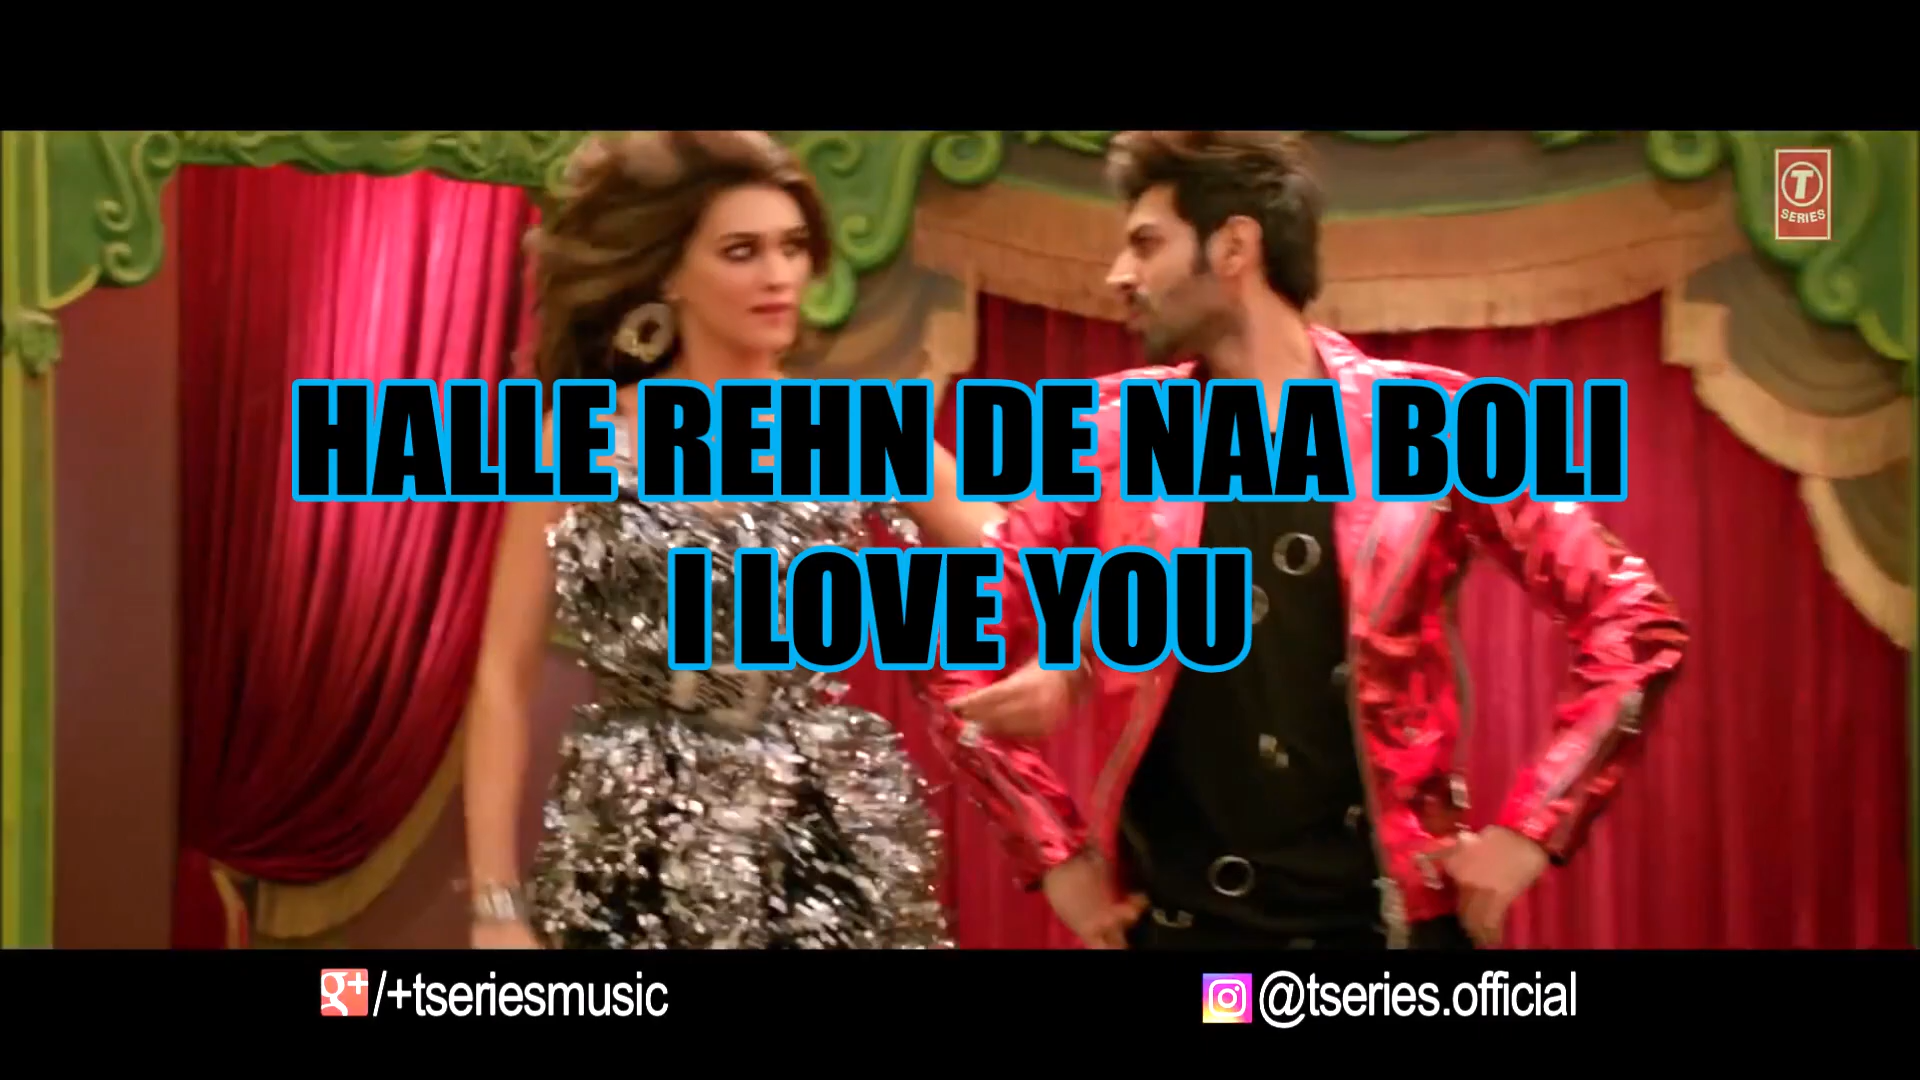 T
SERIES
HALLE REHN DE NAA BOLI
I LOVE YOU
g+/+tseriesmusic
@tseries.official